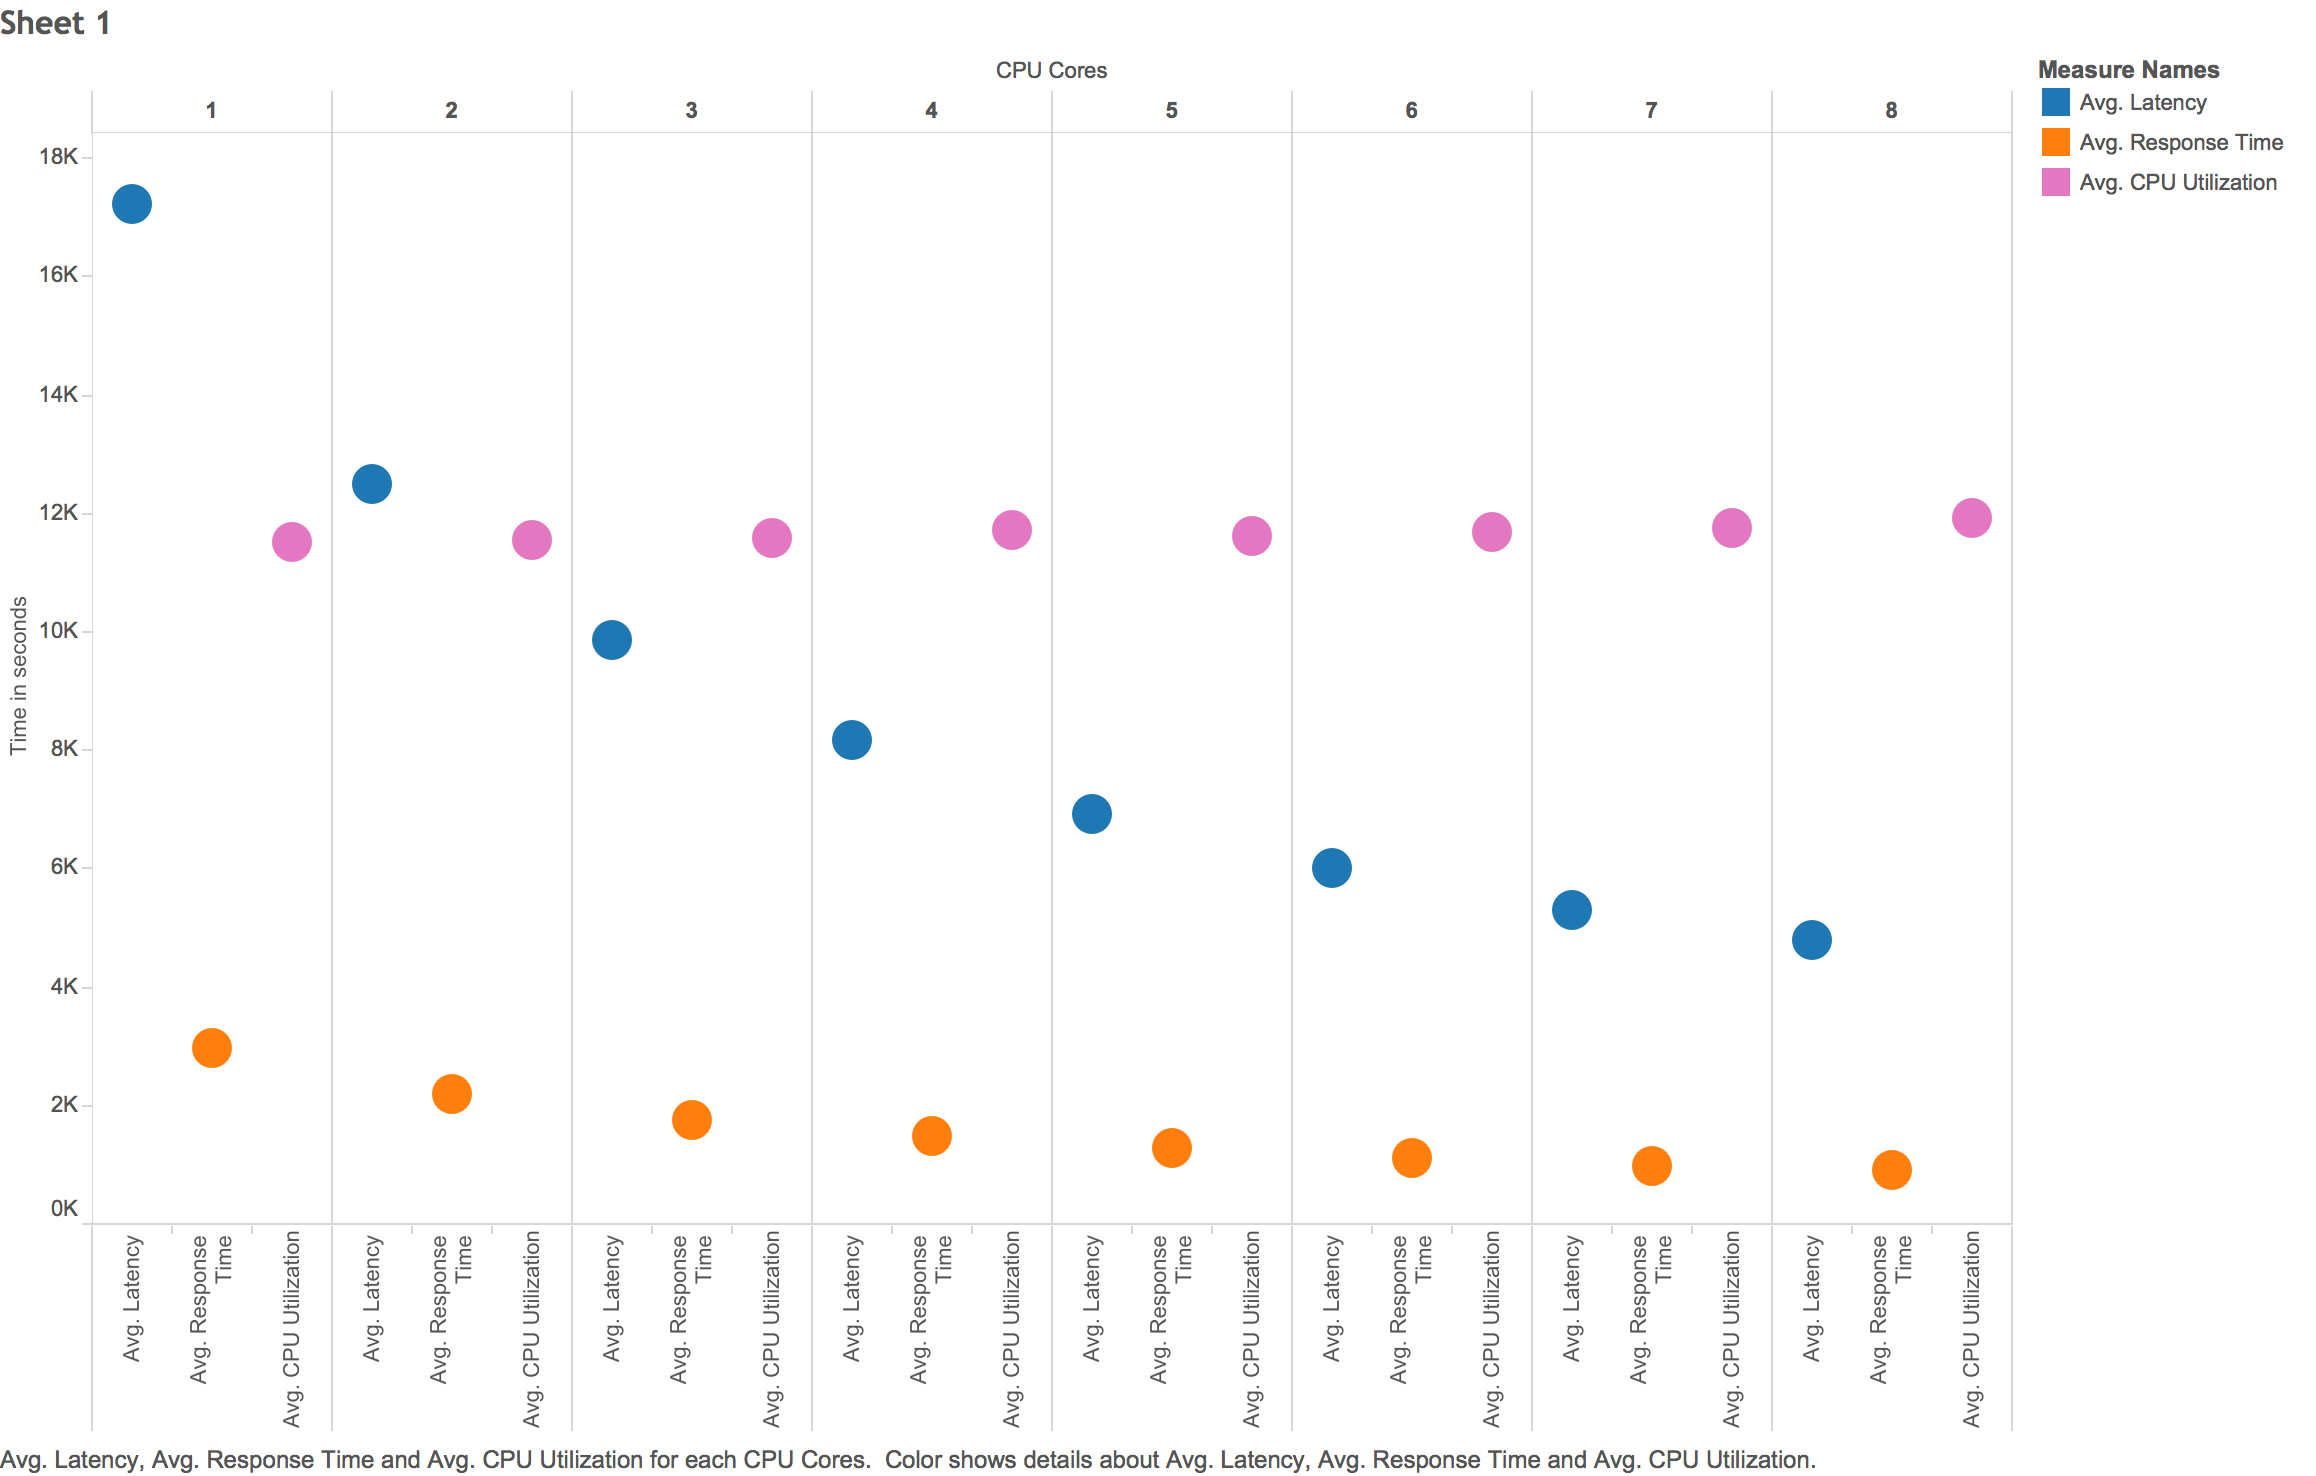 Sheet 1
CPU Cores
1 2 3 4 5 6 7 8
Measure Names
Avg. Latency
Avg. Response Time
Avg. CPU Utilization
18K
16K
14K
12K
10K
8K
6K
4K
2K
0K
Time in seconds
Avg. Latency
Avg. Response
Time
Avg. CPU Utilization
Avg. Latency
Avg. Response
Time
Avg. CPU Utilization
Avg. Latency
Avg. Response
Time
Avg. CPU Utilization
Avg. Latency
Avg. Response
Time
Avg. CPU Utilization
Avg. Latency
Avg. Response
Time
Avg. CPU Utilization
Avg. Latency
Avg. Response
Time
Avg. CPU Utilization
Avg. Latency
Avg. Response
Time
Avg. CPU Utilization
Avg. Latency
Avg. Response
Time
Avg. CPU Utilization
Avg. Latency, Avg. Response Time and Avg. CPU Utilization for each CPU Cores.  Color shows details about Avg. Latency, Avg. Response Time and Avg. CPU Utilization.